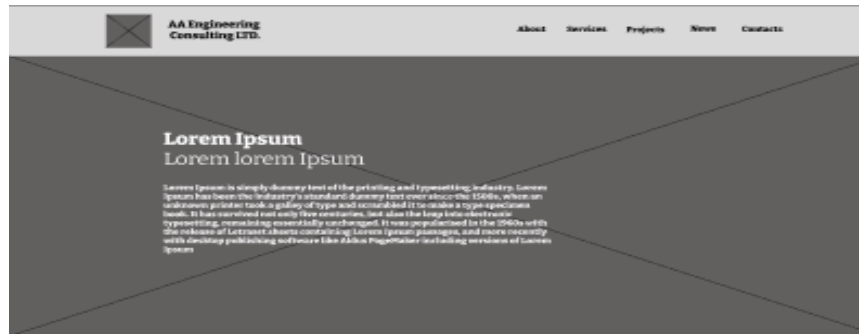 AA Engineering
Consulting LTD.
About Services Projects News Contacts
Lorem Ipsum
Lorem lorem Ipsum
Lorem Ipsum is simply dummy text of the printing and typesetting industry. Lorem
Ipsum has been the industry's standard dummy text ever since the 1500s, when an
unknown printer took a galley of type and scrambled it to make a type specimen
book. It has survived not only five centuries, but also the leap into electronic
typesetting, remaining essentially unchanged. It was popularised in the 1960s with
the release of Letraset sheets containing Lorem Ipsum passages, and more recently
with desktop publishing software like Aldus PageMaker including versions of Lorem
Ipsum